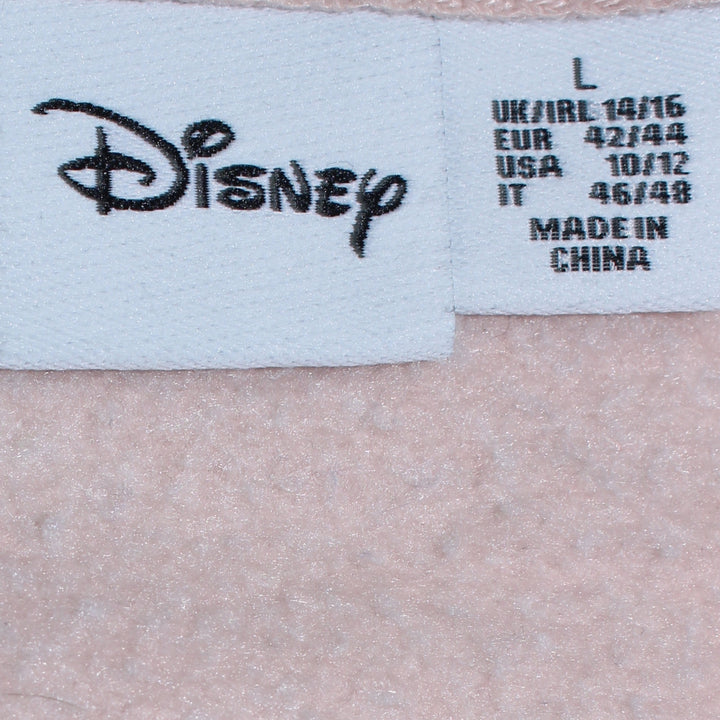 Disney
L
UK/IRL 14/16
EUR 42/44
USA 10/12
IT 46/48
MADE IN
CHINA